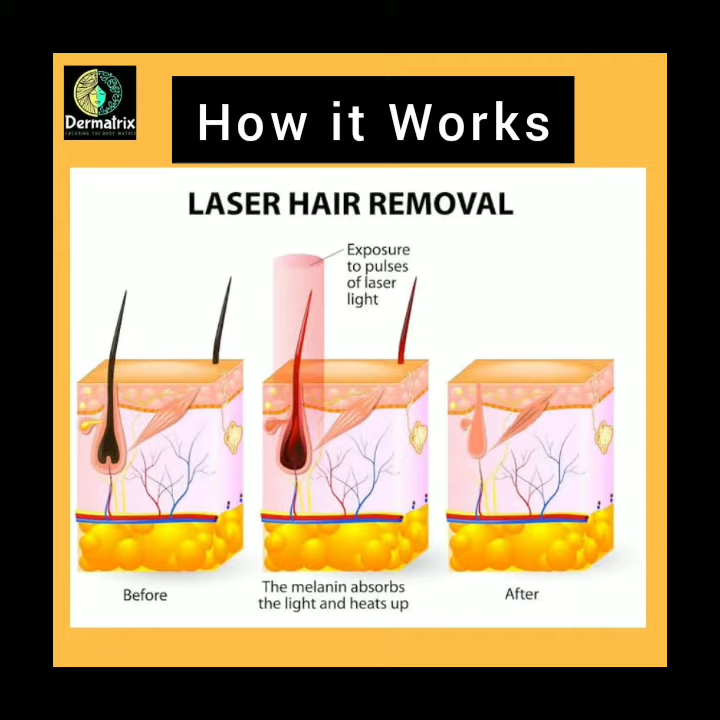 Dermatrix
How it Works
LASER HAIR REMOVAL
Exposure
to pulses
of laser
light
Before
The melanin absorbs
the light and heats up
After